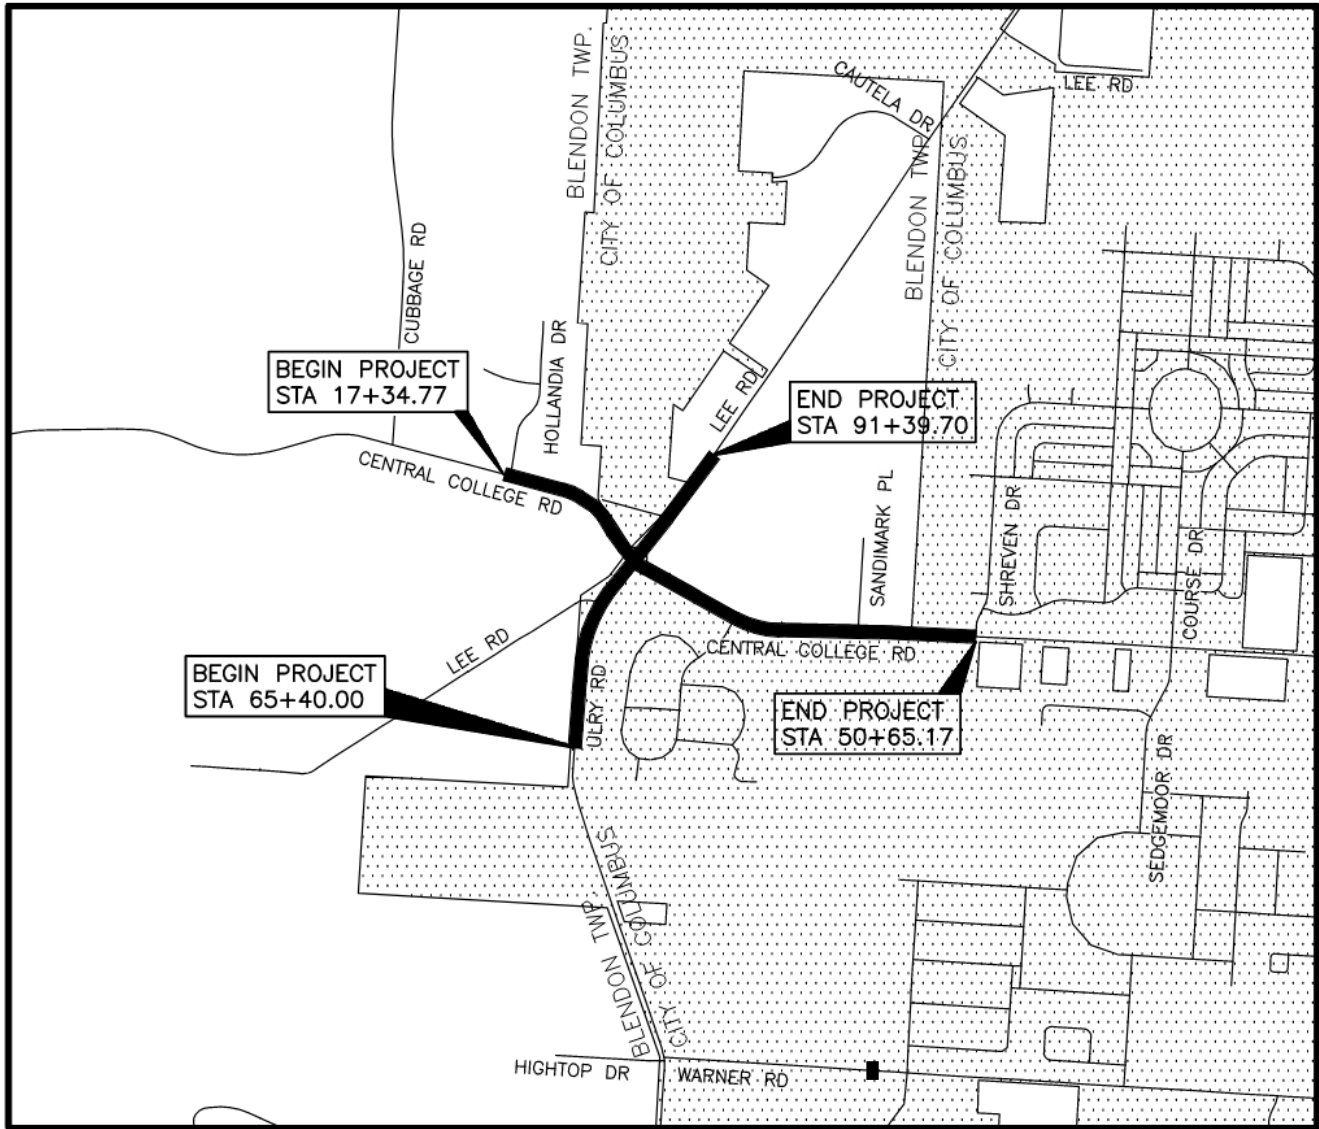 BLENDON TWP.
CITY OF COLUMBUS
CAUTELA DR
LEE RD
BLENDON TWP.
CITY OF COLUMBUS
CUBBAGE RD
HOLLANDIA DR
BEGIN PROJECT
STA 17+34.77
LEE RD
END PROJECT
STA 91+39.70
CENTRAL COLLEGE RD
SANDIMARK PL
SHREVEN DR
COURSE DR
LEE RD
CENTRAL COLLEGE RD
BEGIN PROJECT
STA 65+40.00
ULRY RD
END PROJECT
STA 50+65.17
SEDGEMOOR DR
BLENDON TWP.
CITY OF COLUMBUS
HIGHTOP DR
WARNER RD